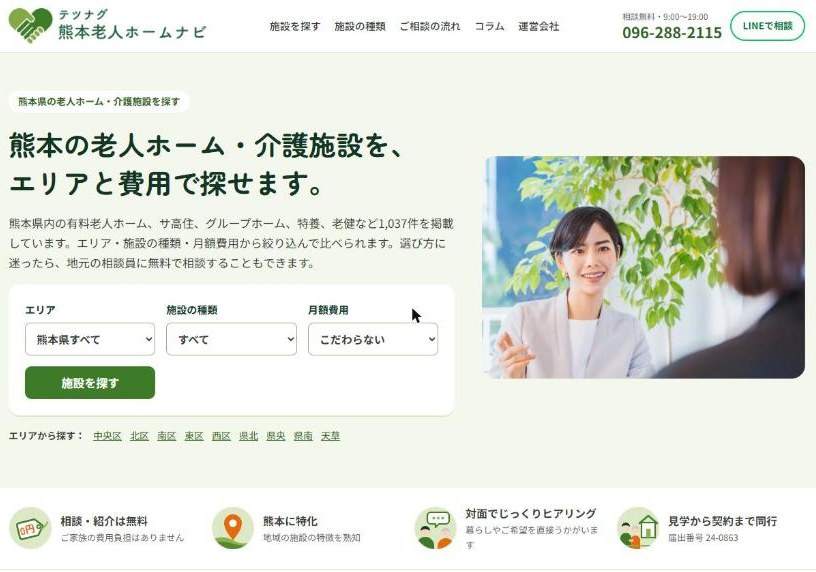 テツナグ
熊本老人ホームナビ
施設を探す 施設の種類 ご相談の流れ コラム 運営会社
相談無料・9:00〜19:00
096-288-2115
LINEで相談
熊本県の老人ホーム・介護施設を探す
熊本の老人ホーム・介護施設を、
エリアと費用で探せます。
熊本県内の有料老人ホーム、サ高住、グループホーム、特養、老健など1,037件を掲載
しています。エリア・施設の種類・月額費用から絞り込んで比べられます。選び方に
迷ったら、地元の相談員に無料で相談することもできます。
エリア 施設の種類 月額費用
熊本県すべて すべて こだわらない
施設を探す
エリアから探す： 中央区 北区 南区 東区 西区 県北 県央 県南 天草
0円
相談・紹介は無料
ご家族の費用負担はありません
熊本に特化
地域の施設の特徴を熟知
対面でじっくりヒアリング
暮らしやご希望を直接うかがいま
す
見学から契約まで同行
届出番号 24-0863